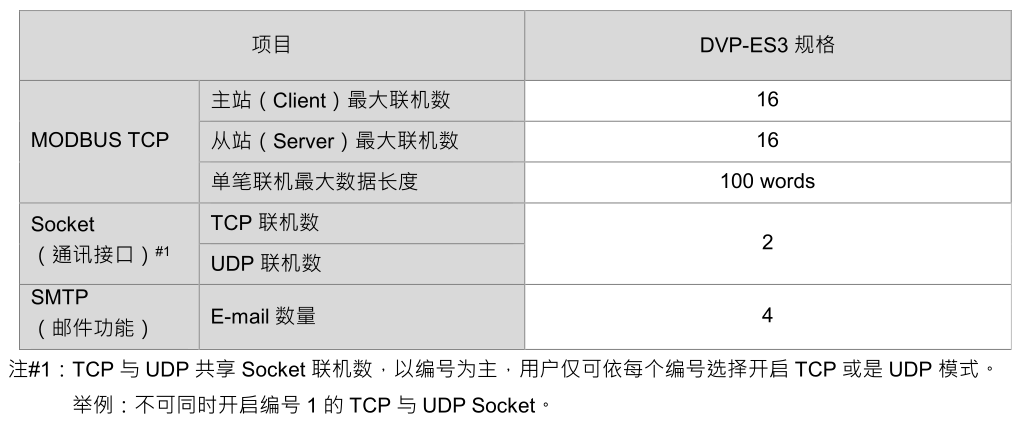 项目 DVP-ES3 规格
MODBUS TCP
主站（Client）最大联机数 16
从站（Server）最大联机数 16
单笔联机最大数据长度 100 words
Socket
（通讯接口）#1
TCP 联机数
UDP 联机数
2
SMTP
（邮件功能）
E-mail 数量 4
注#1：TCP 与 UDP 共享 Socket 联机数，以编号为主，用户仅可依每个编号选择开启 TCP 或是 UDP 模式。
举例：不可同时开启编号 1 的 TCP 与 UDP Socket。